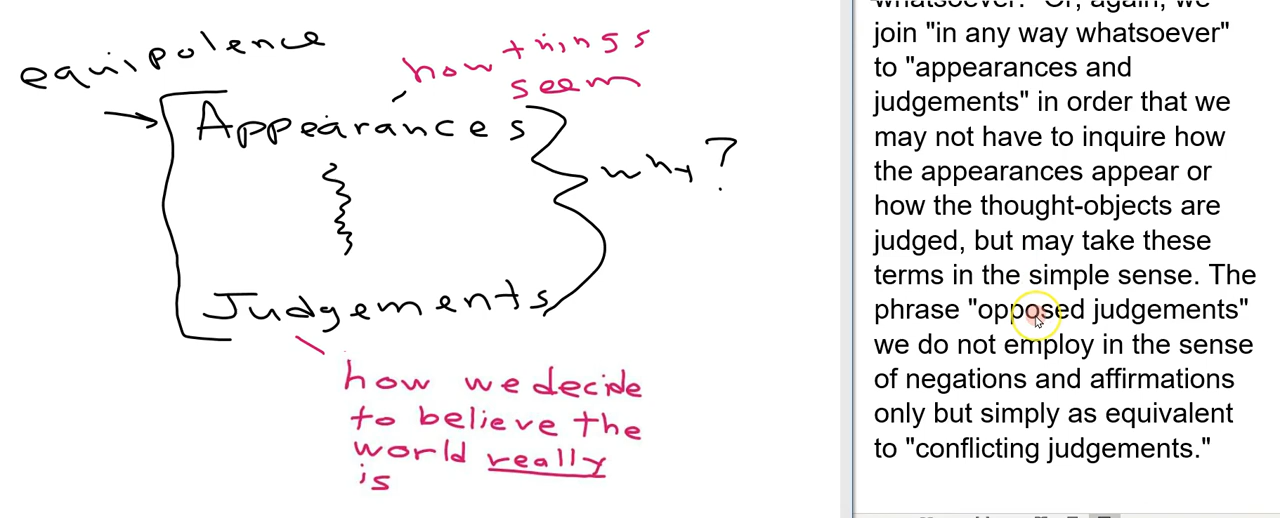 equipolence
how things
seem
Appearances
why?
Judgements
how we decide
to believe the
world really
is
whatsoever." Or, again, we
join "in any way whatsoever"
to "appearances and
judgements" in order that we
may not have to inquire how
the appearances appear or
how the thought-objects are
judged, but may take these
terms in the simple sense. The
phrase "opposed judgements"
we do not employ in the sense
of negations and affirmations
only but simply as equivalent
to "conflicting judgements."